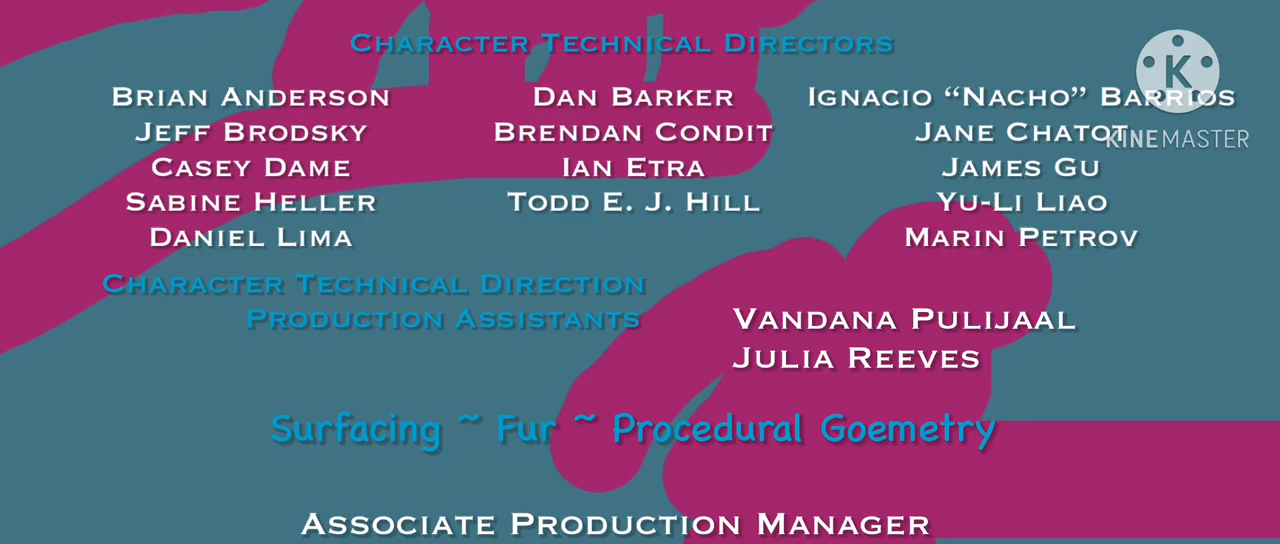 Character Technical Directors
Brian Anderson Dan Barker Ignacio “Nacho” Barrios
Jeff Brodsky Brendan Condit Jane Chatot
Casey Dame Ian Etra James Gu
Sabine Heller Todd E. J. Hill Yu-Li Liao
Daniel Lima Marin Petrov
Character Technical Direction
Production Assistants
Vandana Pulijaal
Julia Reeves
Surfacing ~ Fur ~ Procedural Goemetry
Associate Production Manager
K
KINEMASTER